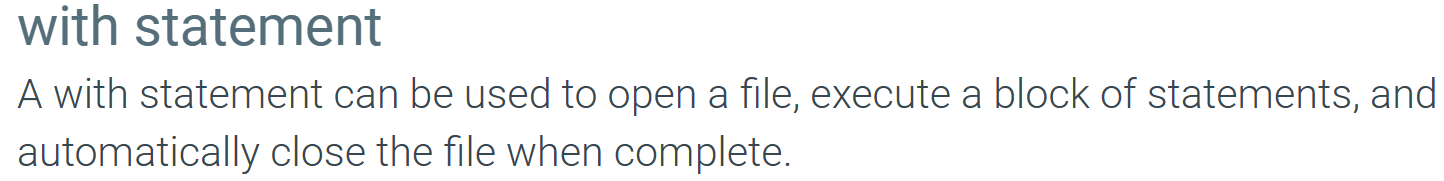 with statement
A with statement can be used to open a file, execute a block of statements, and
automatically close the file when complete.